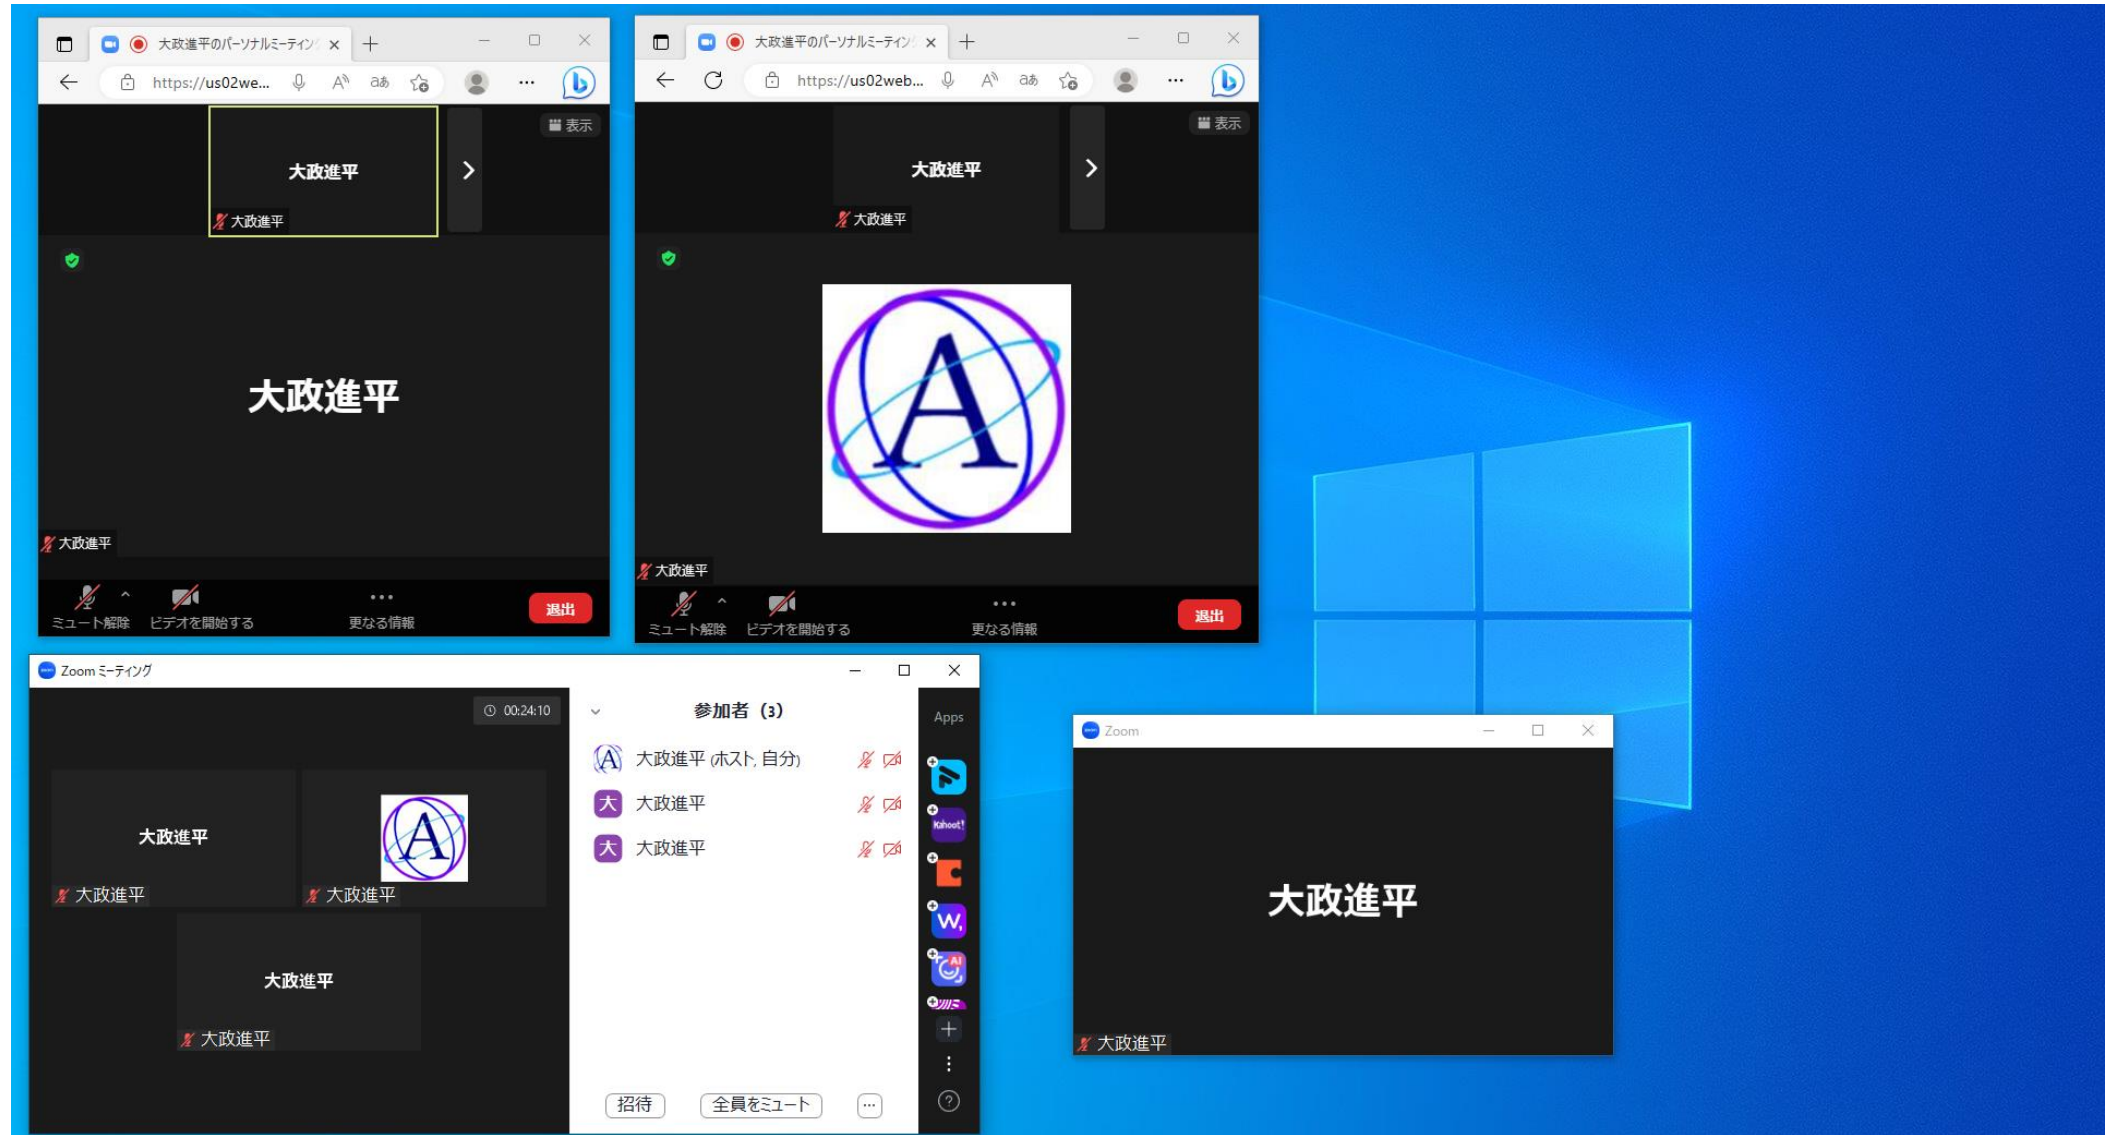 大政進平のパーソナルミーティン
https://us02we...
aあ
表示
大政進平
大政進平
大政進平
大政進平
ミュート解除
ビデオを開始する
更なる情報
退出
大政進平のパーソナルミーティン
https://us02web...
aあ
表示
大政進平
大政進平
A
大政進平
ミュート解除
ビデオを開始する
更なる情報
退出
Zoom ミーティング
00:24:10
大政進平
大政進平
A
大政進平
大政進平
大政進平
参加者 (3)
大政進平 (ホスト, 自分)
大 大政進平
大 大政進平
招待
全員をミュート
...
Apps
Kahoot!
W,
AI
zoom Zoom
大政進平
大政進平